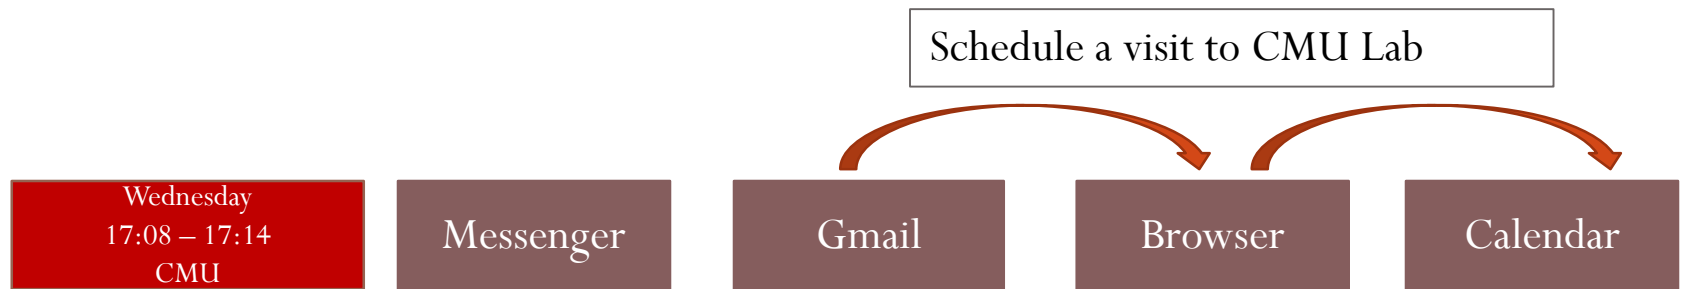 Schedule a visit to CMU Lab
Wednesday
17:08 – 17:14
CMU
Messenger
Gmail
Browser
Calendar